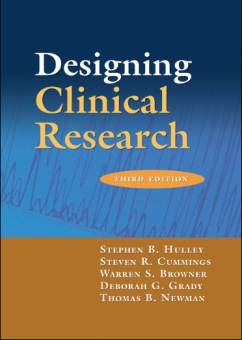 Designing
Clinical
Research
THIRD EDITION
STEPHEN B. HULLEY
STEVEN R. CUMMINGS
WARREN S. BROWNER
DEBORAH G. GRADY
THOMAS B. NEWMAN